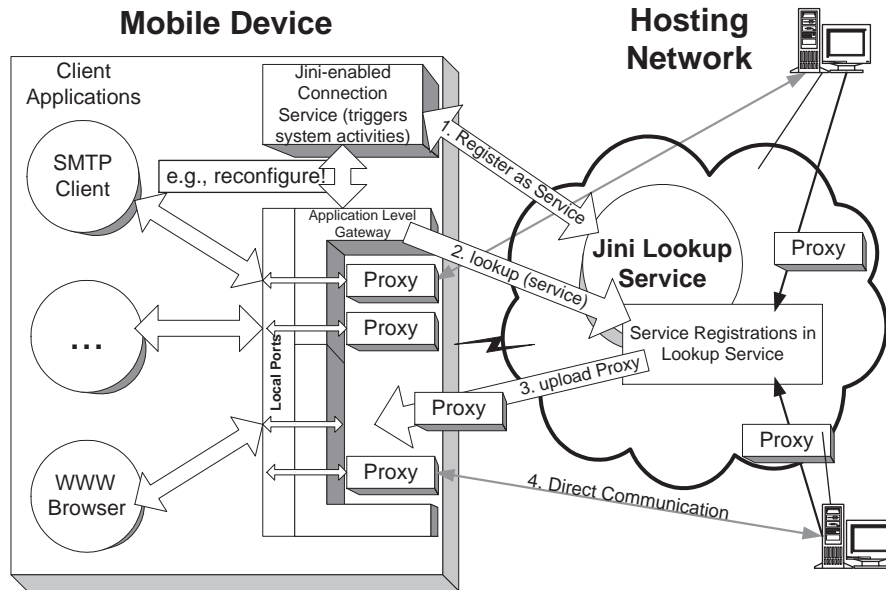 Mobile Device
Hosting
Network
Client
Applications
Jini-enabled
Connection
Service (triggers
system activities)
SMTP
Client
e.g., reconfigure!
1. Register as Service
Application Level
Gateway
2. lookup (service)
Jini Lookup
Service
Proxy
Proxy
Proxy
...
Local Ports
Service Registrations in
Lookup Service
3. upload Proxy
Proxy
Proxy
WWW
Browser
Proxy
4. Direct Communication